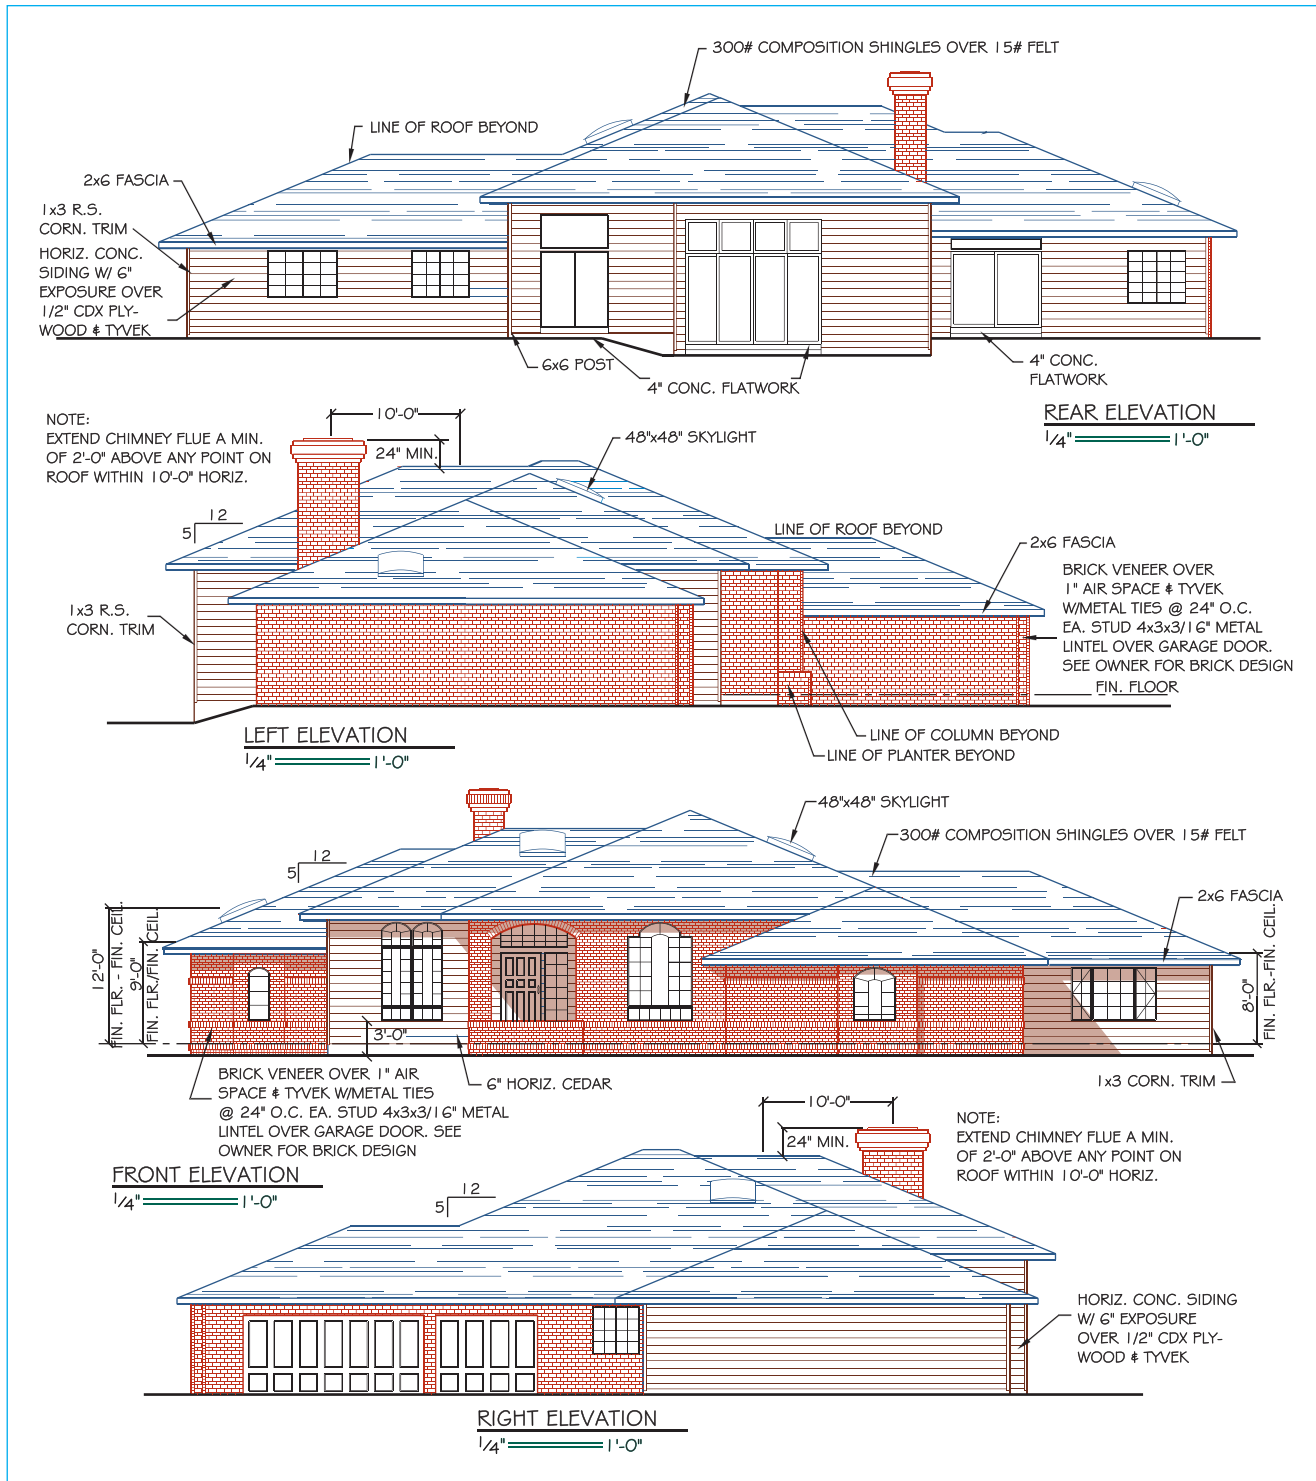 300# COMPOSITION SHINGLES OVER 15# FELT
LINE OF ROOF BEYOND
2x6 FASCIA
1x3 R.S.
CORN. TRIM
HORIZ. CONC.
SIDING W/ 6"
EXPOSURE OVER
1/2" CDX PLY-
WOOD & TYVEK
6x6 POST
4" CONC. FLATWORK
4" CONC.
FLATWORK
REAR ELEVATION
1/4" 1'-0"
NOTE:
EXTEND CHIMNEY FLUE A MIN.
OF 2'-0" ABOVE ANY POINT ON
ROOF WITHIN 10'-0" HORIZ.
10'-0"
24" MIN.
48"x48" SKYLIGHT
12
5
LINE OF ROOF BEYOND
2x6 FASCIA
BRICK VENEER OVER
1" AIR SPACE & TYVEK
W/METAL TIES @ 24" O.C.
EA. STUD 4x3x3/16" METAL
LINTEL OVER GARAGE DOOR.
SEE OWNER FOR BRICK DESIGN
FIN. FLOOR
1x3 R.S.
CORN. TRIM
LINE OF COLUMN BEYOND
LINE OF PLANTER BEYOND
LEFT ELEVATION
1/4" 1'-0"
48"x48" SKYLIGHT
300# COMPOSITION SHINGLES OVER 15# FELT
12
5
2x6 FASCIA
12'-0"
FIN. FLR. - FIN. CEIL.
9'-0"
FIN. FLR./FIN. CEIL.
3'-0"
8'-0"
FIN. FLR.-FIN. CEIL.
BRICK VENEER OVER 1" AIR
SPACE & TYVEK W/METAL TIES
@ 24" O.C. EA. STUD 4x3x3/16" METAL
LINTEL OVER GARAGE DOOR. SEE
OWNER FOR BRICK DESIGN
6" HORIZ. CEDAR
1x3 CORN. TRIM
FRONT ELEVATION
1/4" 1'-0"
10'-0"
24" MIN.
NOTE:
EXTEND CHIMNEY FLUE A MIN.
OF 2'-0" ABOVE ANY POINT ON
ROOF WITHIN 10'-0" HORIZ.
12
5
HORIZ. CONC. SIDING
W/ 6" EXPOSURE
OVER 1/2" CDX PLY-
WOOD & TYVEK
RIGHT ELEVATION
1/4" 1'-0"